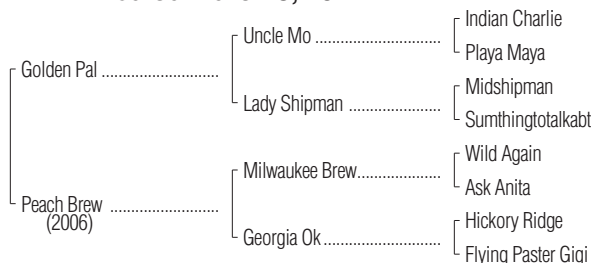 Indian Charlie
Uncle Mo ...............................
Playa Maya
Golden Pal .............................
Midshipman
Lady Shipman .......................
Sumthingtotalkabt
Wild Again
Milwaukee Brew....................
Ask Anita
Peach Brew ...........................
(2006)
Hickory Ridge
Georgia Ok.............................
Flying Paster Gigi